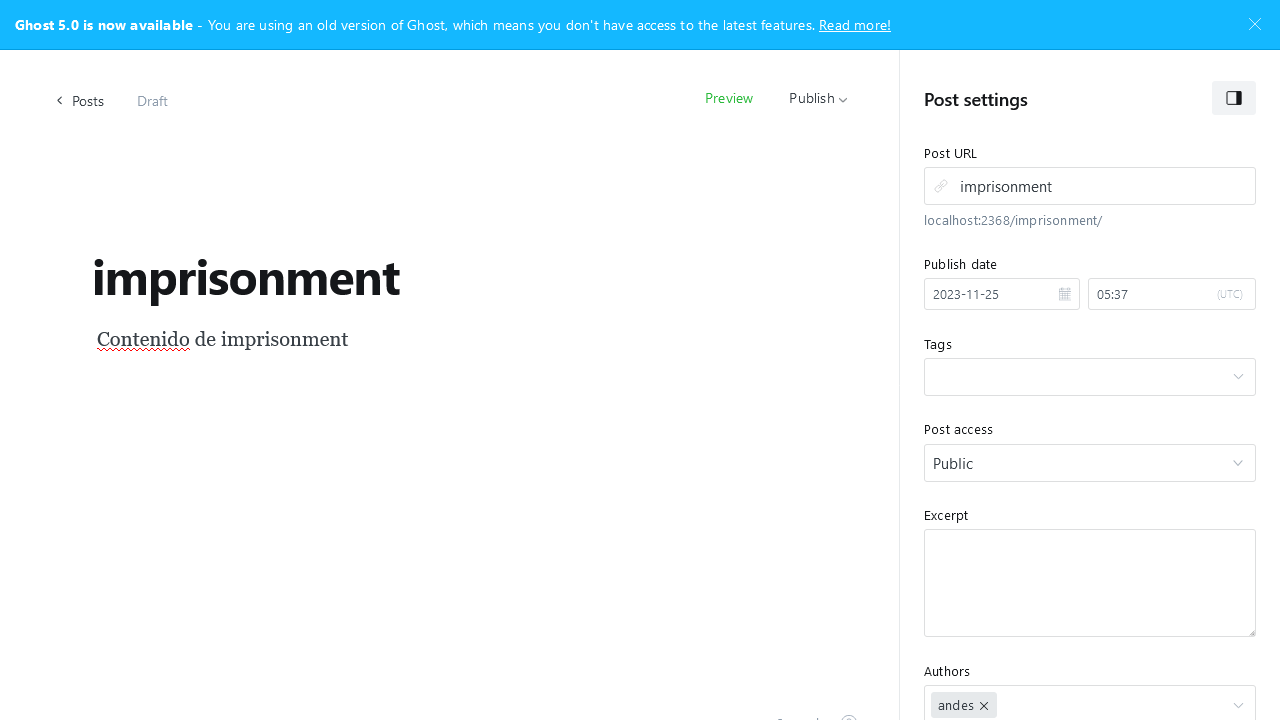 Ghost 5.0 is now available - You are using an old version of Ghost, which means you don't have access to the latest features. Read more!
Posts
Draft
Preview
Publish
imprisonment
Contenido de imprisonment
Post settings
Post URL
imprisonment
localhost:2368/imprisonment/
Publish date
2023-11-25
05:37
(UTC)
Tags
Post access
Public
Excerpt
Authors
andes